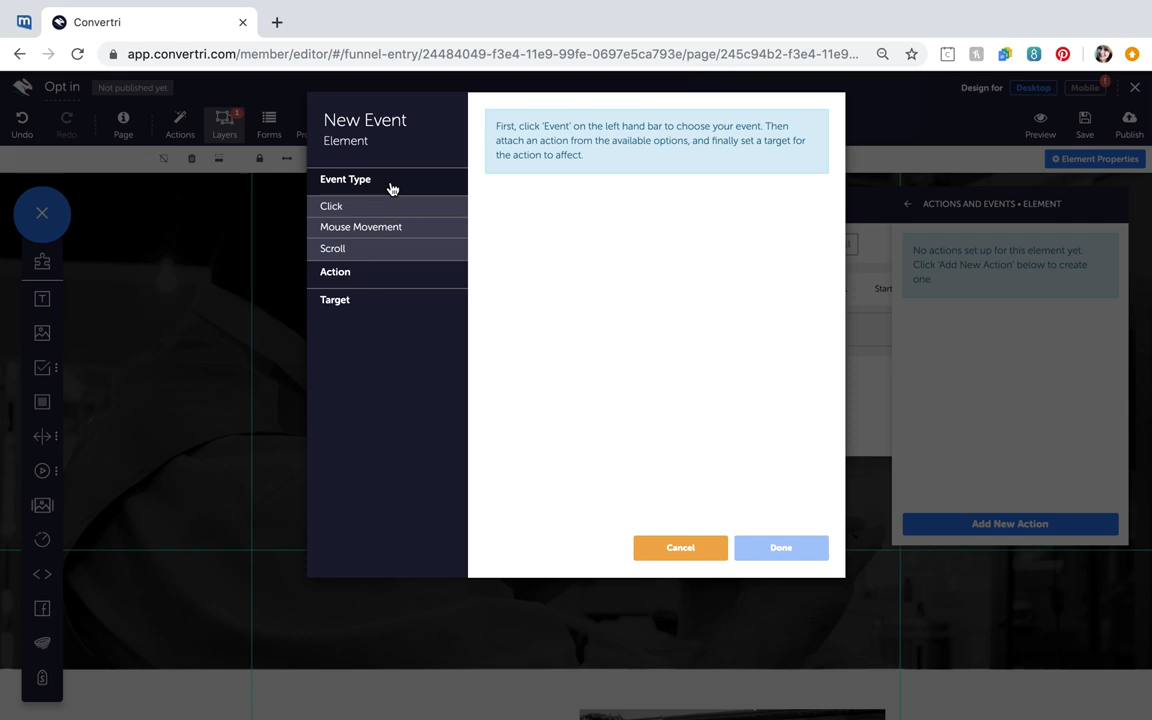 Convertri
app.convertri.com/member/editor/#/funnel-entry/24484049-f3e4-11e9-99fe-0697e5ca793e/page/245c94b2-f3e4-11e9...
Opt in
Not published yet
Design for
Desktop
Mobile
Undo
Redo
Page
Actions
1
Layers
Forms
Preview
Save
Publish
Element Properties
New Event
Element
Event Type
Click
Mouse Movement
Scroll
Action
Target
First, click 'Event' on the left hand bar to choose your event. Then
attach an action from the available options, and finally set a target for
the action to affect.
Cancel
Done
Start
ACTIONS AND EVENTS • ELEMENT
No actions set up for this element yet.
Click 'Add New Action' below to create
one.
Add New Action